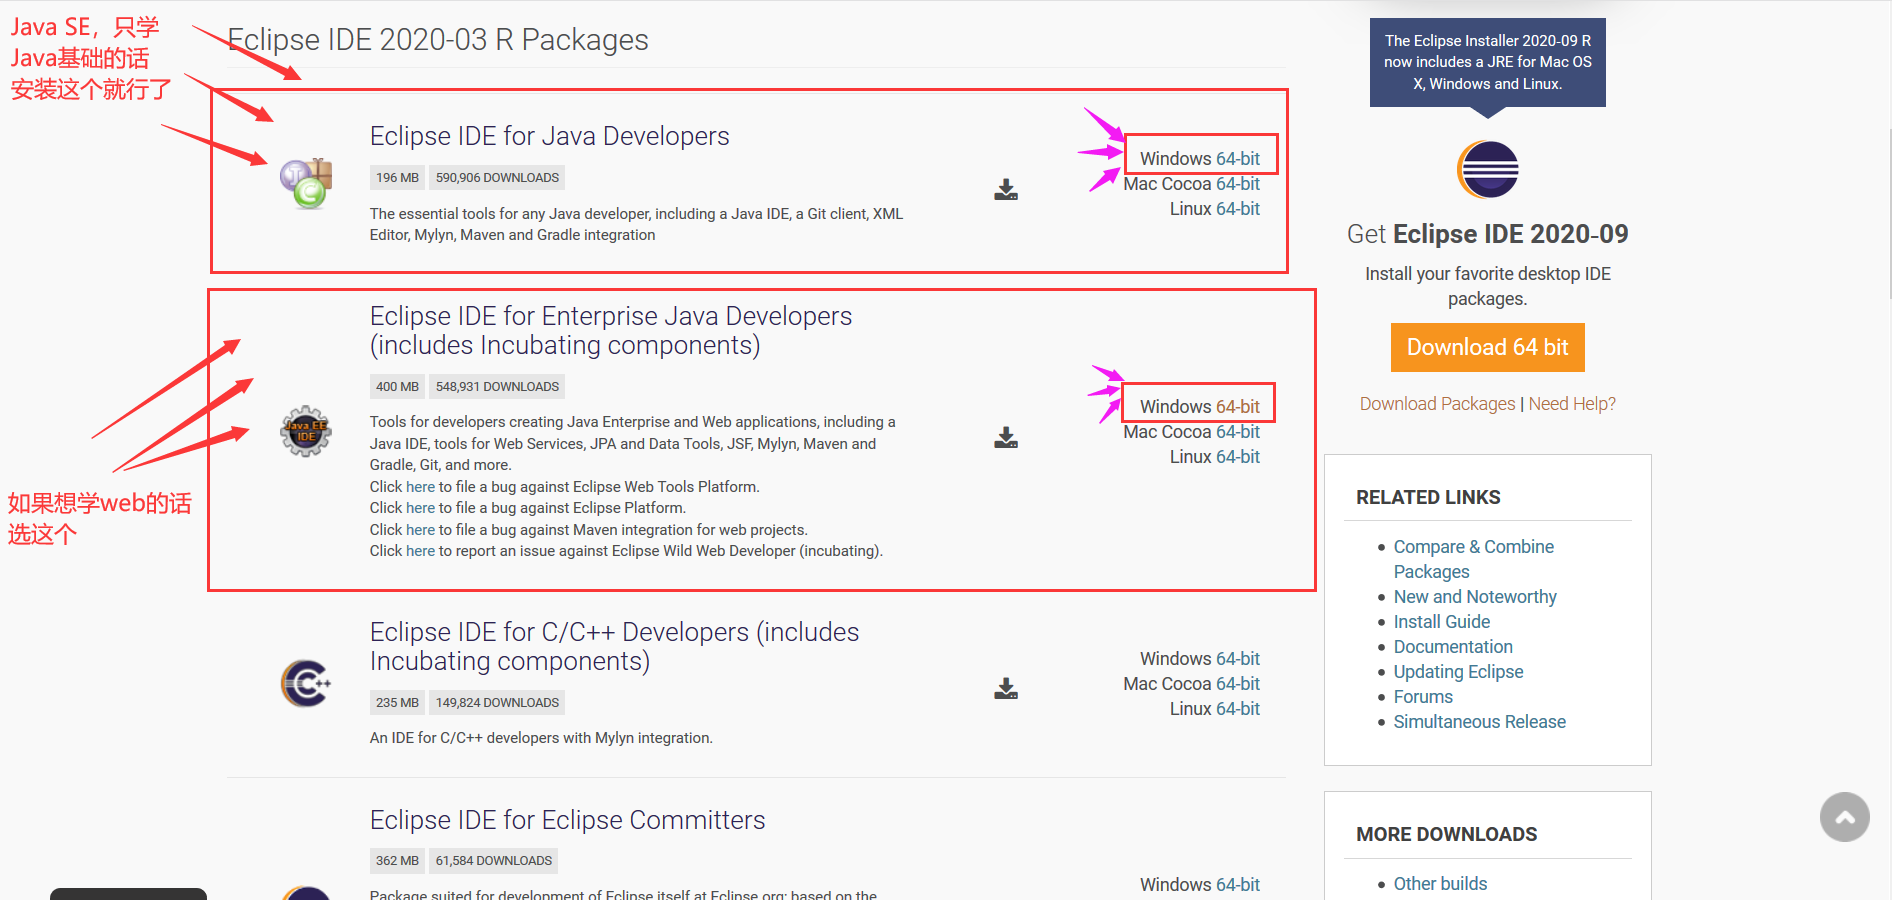 Java SE，只学
Java基础的话
安装这个就行了
Eclipse IDE 2020-03 R Packages
Eclipse IDE for Java Developers
196 MB 590,906 DOWNLOADS
The essential tools for any Java developer, including a Java IDE, a Git client, XML
Editor, Mylyn, Maven and Gradle integration
Windows 64-bit
Mac Cocoa 64-bit
Linux 64-bit
Eclipse IDE for Enterprise Java Developers
(includes Incubating components)
400 MB 548,931 DOWNLOADS
Java EE
IDE
Tools for developers creating Java Enterprise and Web applications, including a
Java IDE, tools for Web Services, JPA and Data Tools, JSF, Mylyn, Maven and
Gradle, Git, and more.
Click here to file a bug against Eclipse Web Tools Platform.
Click here to file a bug against Eclipse Platform.
Click here to file a bug against Maven integration for web projects.
Click here to report an issue against Eclipse Wild Web Developer (incubating).
Windows 64-bit
Mac Cocoa 64-bit
Linux 64-bit
如果想学web的话
选这个
Eclipse IDE for C/C++ Developers (includes
Incubating components)
235 MB 149,824 DOWNLOADS
An IDE for C/C++ developers with Mylyn integration.
Windows 64-bit
Mac Cocoa 64-bit
Linux 64-bit
Eclipse IDE for Eclipse Committers
362 MB 61,584 DOWNLOADS
Package suited for development of Eclipse itself at Eclipse.org; based on the
Windows 64-bit
The Eclipse Installer 2020-09 R
now includes a JRE for Mac OS
X, Windows and Linux.
Get Eclipse IDE 2020-09
Install your favorite desktop IDE
packages.
Download 64 bit
Download Packages | Need Help?
RELATED LINKS
Compare & Combine
Packages
New and Noteworthy
Install Guide
Documentation
Updating Eclipse
Forums
Simultaneous Release
MORE DOWNLOADS
Other builds